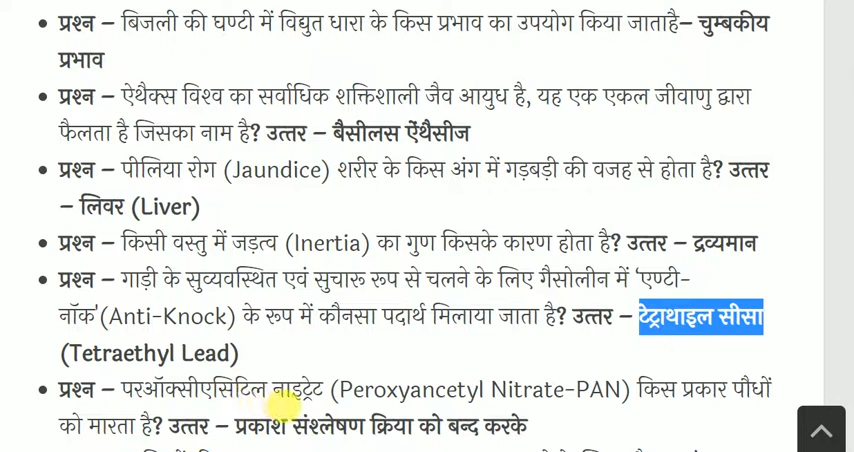 • प्रश्न – बिजली की घण्टी में विद्युत धारा के किस प्रभाव का उपयोग किया जाताहै– चुम्बकीय
प्रभाव
• प्रश्न – ऐथैक्स विश्व का सर्वाधिक शक्तिशाली जैव आयुध है, यह एक एकल जीवाणु द्वारा
फैलता है जिसका नाम है? उत्तर – बैसीलस ऐंथैसीज
• प्रश्न – पीलिया रोग (Jaundice) शरीर के किस अंग में गड़बड़ी की वजह से होता है? उत्तर
– लिवर (Liver)
• प्रश्न – किसी वस्तु में जड़त्व (Inertia) का गुण किसके कारण होता है? उत्तर – द्रव्यमान
• प्रश्न – गाड़ी के सुव्यवस्थित एवं सुचारू रूप से चलने के लिए गैसोलीन में ‘एण्टी-
नॉक'(Anti-Knock) के रूप में कौनसा पदार्थ मिलाया जाता है? उत्तर – टेट्राथाइल सीसा
(Tetraethyl Lead)
• प्रश्न – परऑक्सीएसिटिल नाइट्रेट (Peroxyancetyl Nitrate-PAN) किस प्रकार पौधों
को मारता है? उत्तर – प्रकाश संश्लेषण क्रिया को बन्द करके